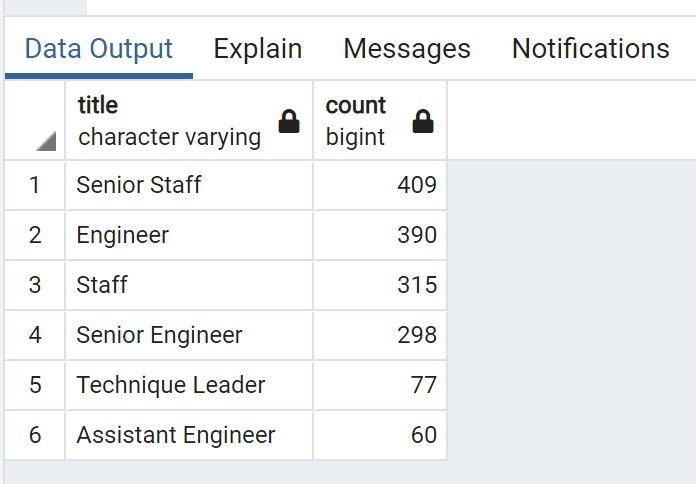 Data Output Explain Messages Notifications
title count
character varying bigint
1 Senior Staff 409
2 Engineer 390
3 Staff 315
4 Senior Engineer 298
5 Technique Leader 77
6 Assistant Engineer 60